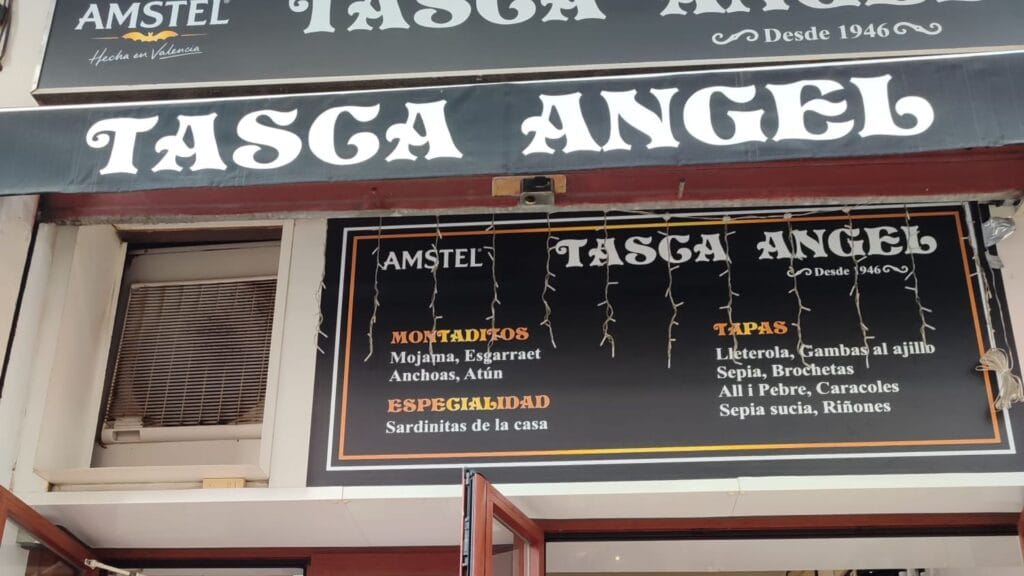 AMSTEL
Hecha en Valencia
TASCA ANGEL
Desde 1946
TASCA ANGEL
AMSTEL
TASCA ANGEL
Desde 1946
MONTADITOS
Mojama, Esgarraet
Anchoas, Atún
ESPECIALIDAD
Sardinitas de la casa
TAPAS
Lleterola, Gambas al ajillo
Sepia, Brochetas
All i Pebre, Caracoles
Sepia sucia, Riñones